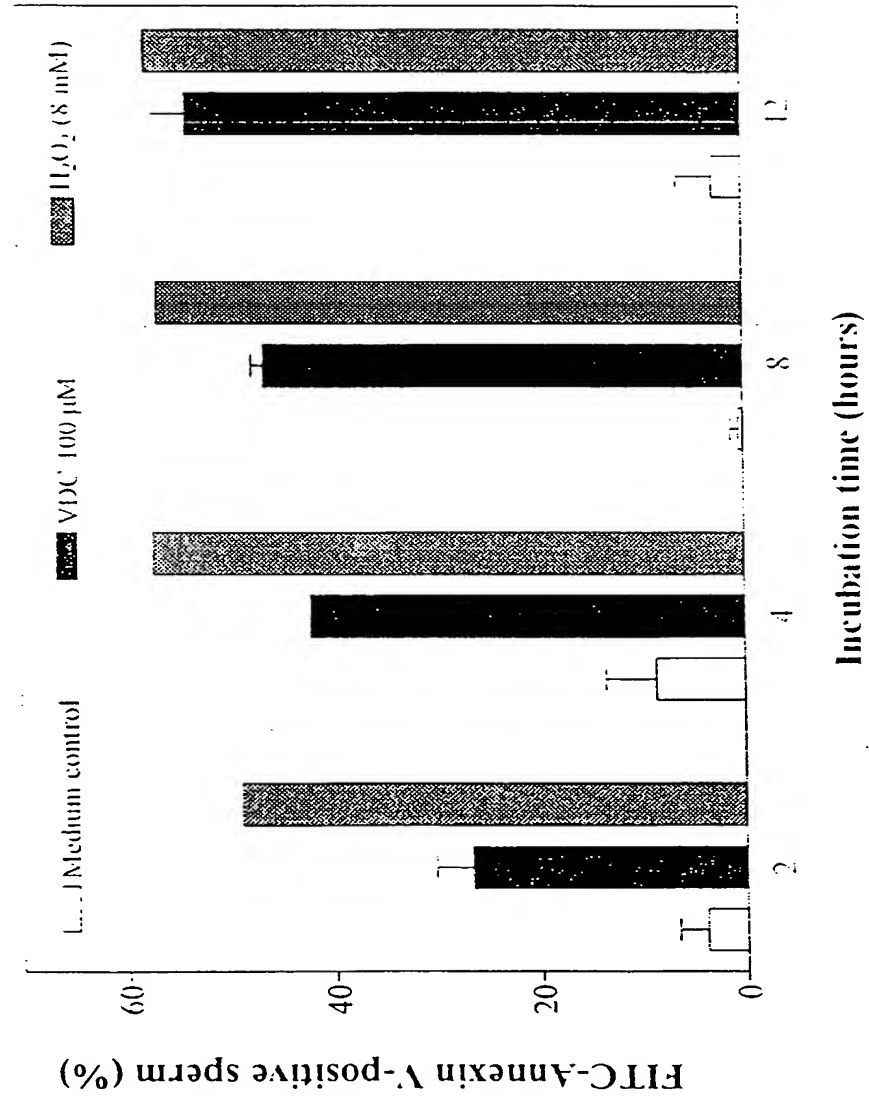 Medium control
VDC 100 µM
H₂O₂ (8 mM)
FITC-Annexin V-positive sperm (%)
60
40
20
0
2
4
8
12
Incubation time (hours)